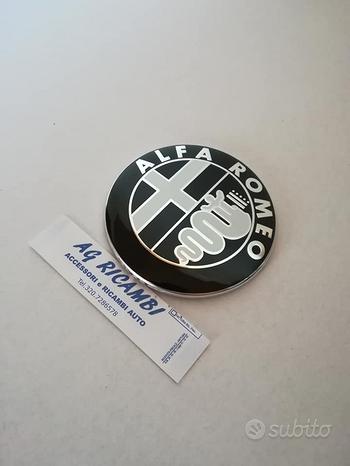 ALFA ROMEO
AG RICAMBI
ACCESSORI e RICAMBI AUTO
Tel.320.7286578
subito